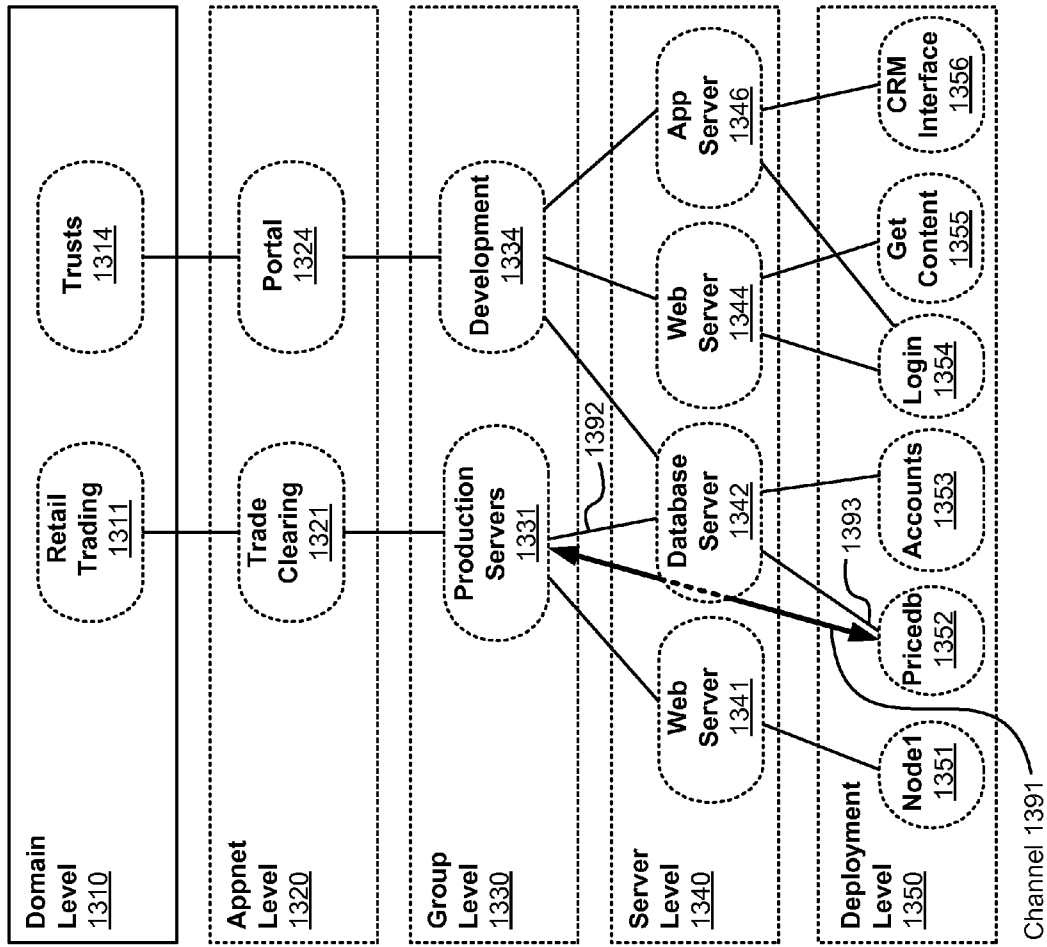 Domain
Level
1310
Retail
Trading
1311
Trusts
1314
Appnet
Level
1320
Trade
Clearing
1321
Portal
1324
Group
Level
1330
Production
Servers
1331
Development
1334
1392
Server
Level
1340
Web
Server
1341
Database
Server
1342
Web
Server
1344
App
Server
1346
1393
Deployment
Level
1350
Node1
1351
Pricedb
1352
Accounts
1353
Login
1354
Get
Content
1355
CRM
Interface
1356
Channel 1391